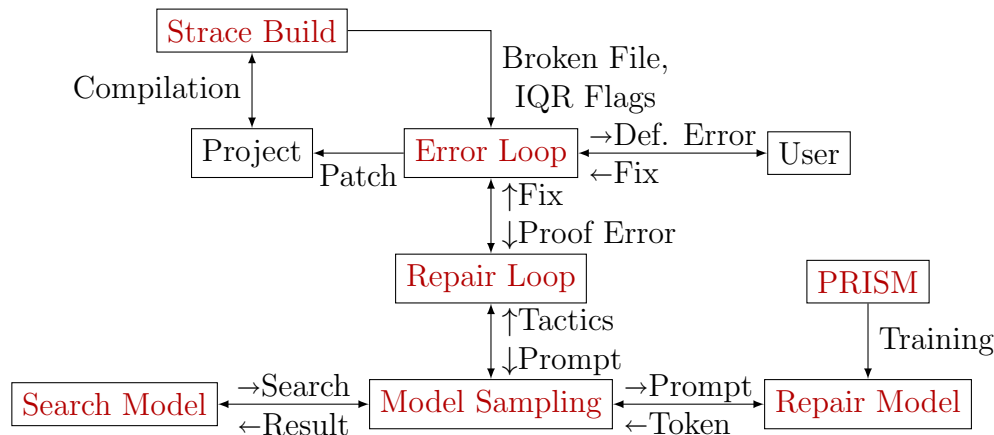 Strace Build
Compilation
Broken File,
IQR Flags
Project
Patch
Error Loop
→Def. Error
←Fix
User
↑Fix
↓Proof Error
Repair Loop
PRISM
↑Tactics
↓Prompt
Training
Search Model
→Search
←Result
Model Sampling
→Prompt
←Token
Repair Model